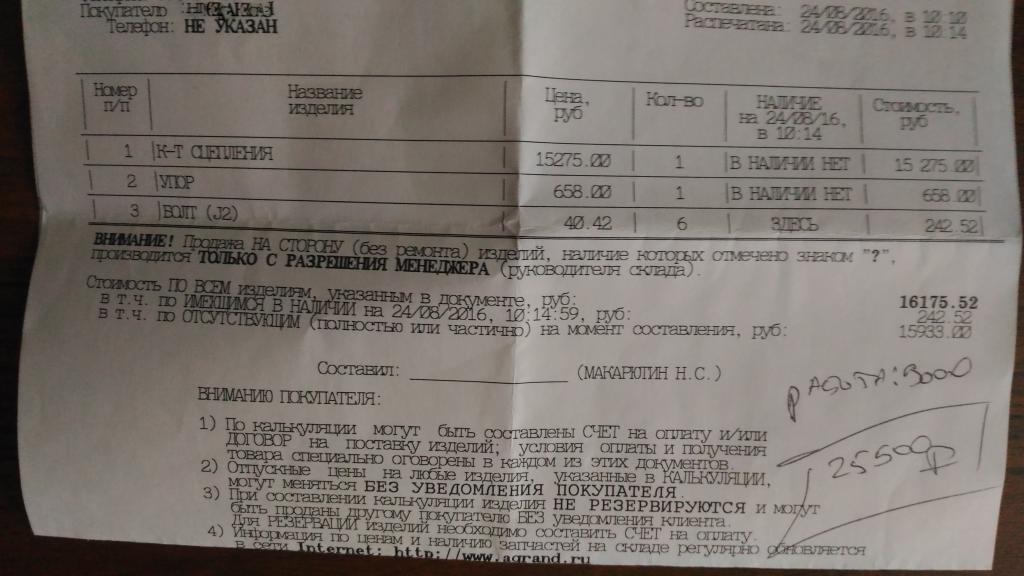 Покупателю
Телефон: НЕ УКАЗАН
Составлена: 24/08/2016, в 10:10
Распечатана: 24/08/2016, в 10:14
Номер п/п | Название изделия | Цена, руб | Кол-во | НАЛИЧИЕ на 24/08/16, в 10:14 | Стоимость, руб
1 | К-Т СЦЕПЛЕНИЯ | 15275.00 | 1 | В НАЛИЧИИ НЕТ | 15 275.00
2 | УПОР | 658.00 | 1 | В НАЛИЧИИ НЕТ | 658.00
3 | БОЛТ (J2) | 40.42 | 6 | ЗДЕСЬ | 242.52
ВНИМАНИЕ! Продажа НА СТОРОНУ (без ремонта) изделий, наличие которых отмечено знаком "?",
производится ТОЛЬКО С РАЗРЕШЕНИЯ МЕНЕДЖЕРА (руководителя склада).
Стоимость ПО ВСЕМ изделиям, указанным в документе, руб: 16175.52
в т.ч. по ИМЕЮЩИМСЯ В НАЛИЧИИ на 24/08/2016, 10:14:59, руб: 242.52
в т.ч. по ОТСУТСТВУЮЩИМ (полностью или частично) на момент составления, руб: 15933.00
Составил: (МАКАРЮЛИН Н.С.)
работа: 9000
25500р
ВНИМАНИЮ ПОКУПАТЕЛЯ:
1) По калькуляции могут быть составлены СЧЕТ на оплату и/или
ДОГОВОР на поставку изделий; условия оплаты и получения
товара специально оговорены в каждом из этих документов.
2) Отпускные цены на любые изделия, указанные в КАЛЬКУЛЯЦИИ,
могут меняться БЕЗ УВЕДОМЛЕНИЯ ПОКУПАТЕЛЯ.
3) При составлении калькуляции изделия НЕ РЕЗЕРВИРУЮТСЯ и могут
быть проданы другому покупателю БЕЗ уведомления клиента.
Для РЕЗЕРВАЦИИ изделий необходимо составить СЧЕТ на оплату.
4) Информация по ценам и наличию запчастей на складе регулярно обновляется
в сети Internet: http://www.agrand.ru